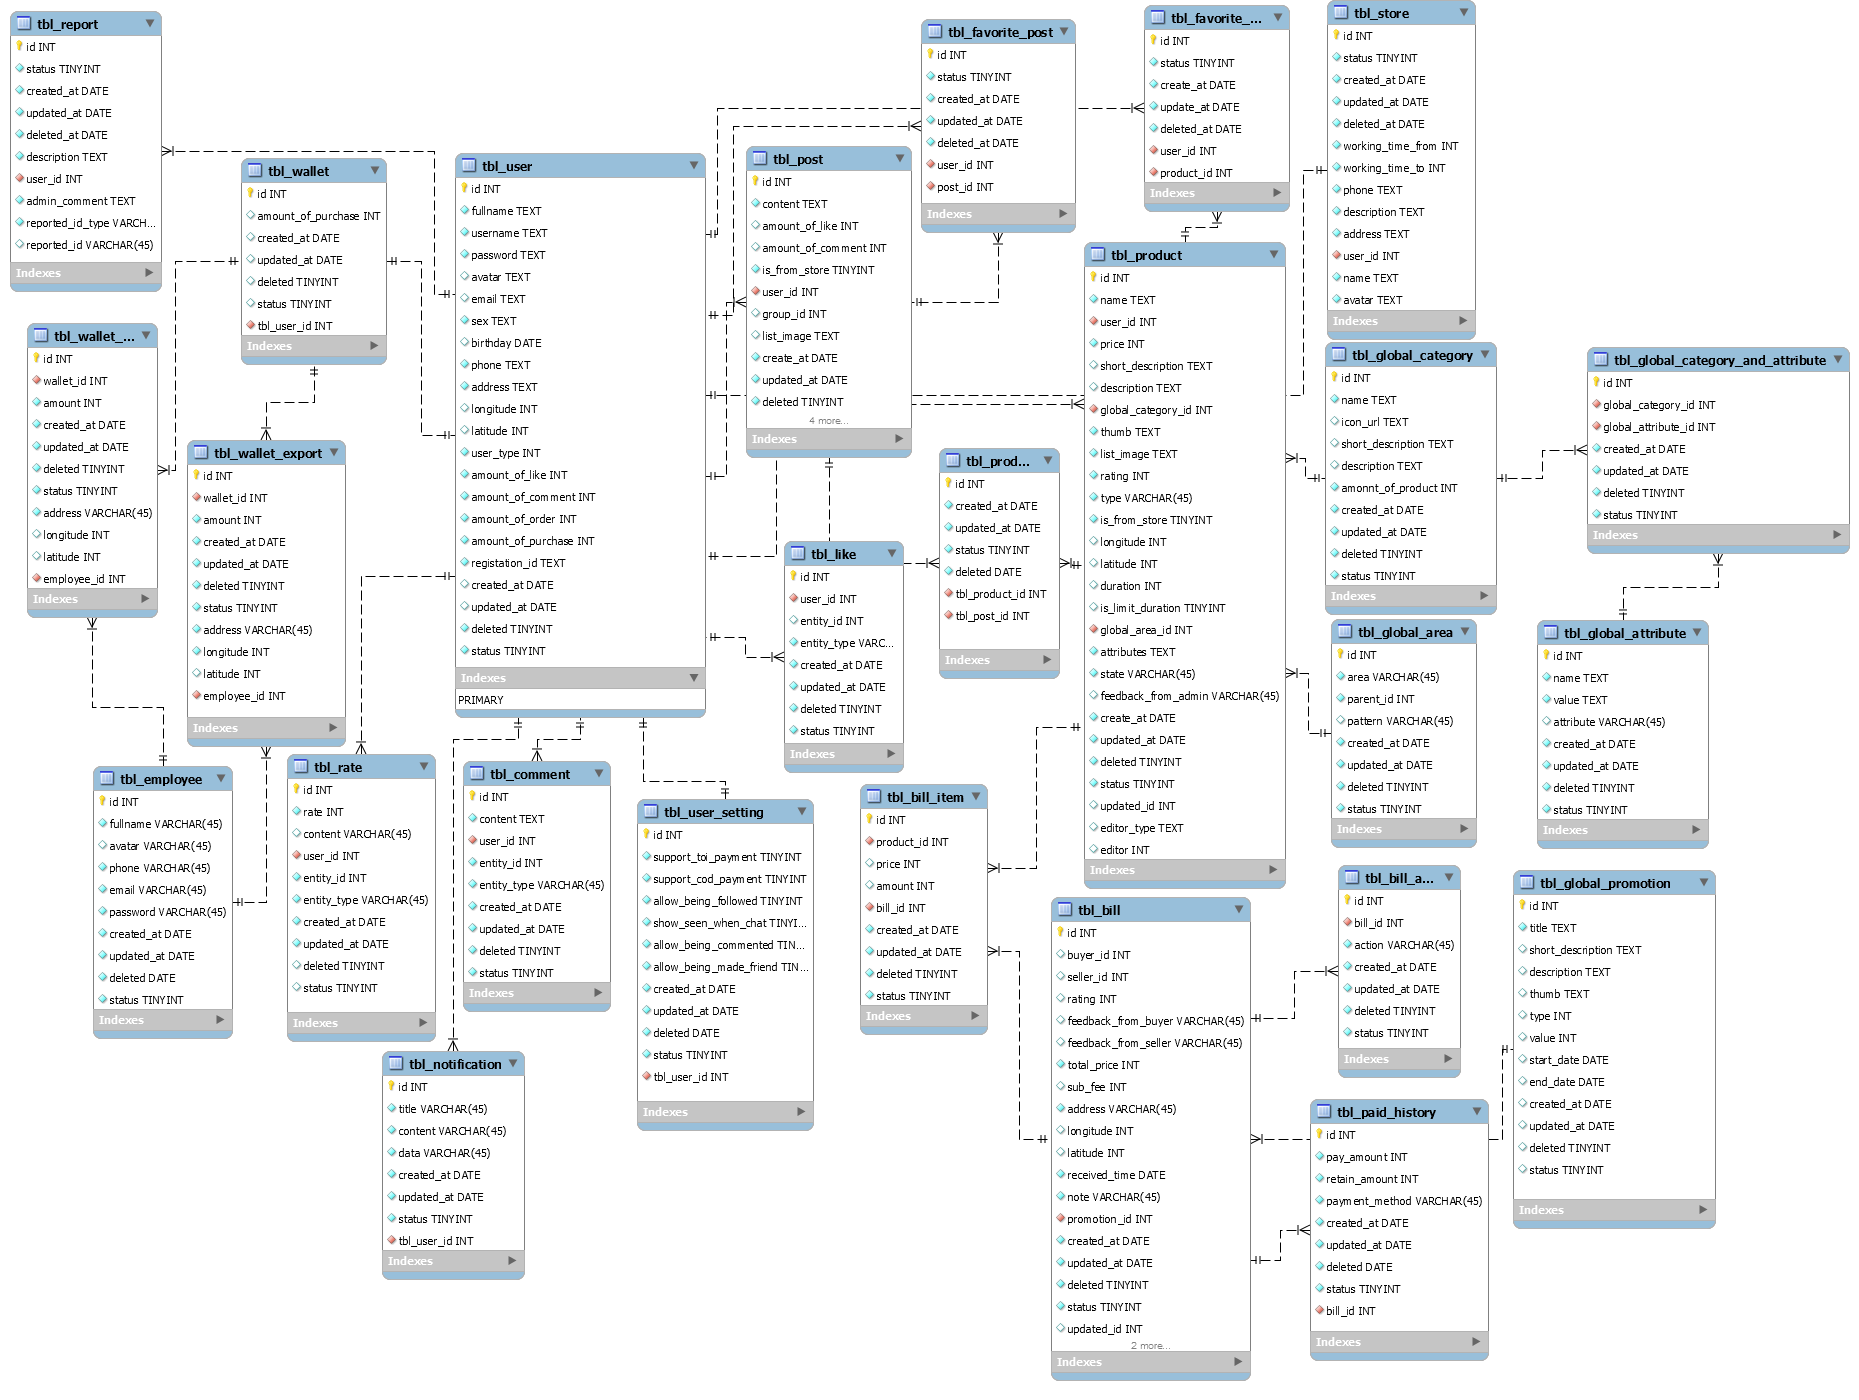 tbl_report
id INT
status TINYINT
created_at DATE
updated_at DATE
deleted_at DATE
description TEXT
user_id INT
admin_comment TEXT
reported_id_type VARCH...
reported_id VARCHAR(45)
Indexes
tbl_wallet
id INT
amount_of_purchase INT
created_at DATE
updated_at DATE
deleted TINYINT
status TINYINT
tbl_user_id INT
Indexes
tbl_wallet_...
id INT
wallet_id INT
amount INT
created_at DATE
updated_at DATE
deleted TINYINT
status TINYINT
address VARCHAR(45)
longitude INT
latitude INT
employee_id INT
Indexes
tbl_wallet_export
id INT
wallet_id INT
amount INT
created_at DATE
updated_at DATE
deleted TINYINT
status TINYINT
address VARCHAR(45)
longitude INT
latitude INT
employee_id INT
Indexes
tbl_user
id INT
fullname TEXT
username TEXT
password TEXT
avatar TEXT
email TEXT
sex TEXT
birthday DATE
phone TEXT
address TEXT
longitude INT
latitude INT
user_type INT
amount_of_like INT
amount_of_comment INT
amount_of_order INT
amount_of_purchase INT
registation_id TEXT
created_at DATE
updated_at DATE
deleted TINYINT
status TINYINT
Indexes
PRIMARY
tbl_post
id INT
content TEXT
amount_of_like INT
amount_of_comment INT
is_from_store TINYINT
user_id INT
group_id INT
list_image TEXT
create_at DATE
updated_at DATE
deleted TINYINT
4 more...
Indexes
tbl_favorite_post
id INT
status TINYINT
created_at DATE
updated_at DATE
deleted_at DATE
user_id INT
post_id INT
Indexes
tbl_favorite_...
id INT
status TINYINT
create_at DATE
update_at DATE
deleted_at DATE
user_id INT
product_id INT
Indexes
tbl_store
id INT
status TINYINT
created_at DATE
updated_at DATE
deleted_at DATE
working_time_from INT
working_time_to INT
phone TEXT
description TEXT
address TEXT
user_id INT
name TEXT
avatar TEXT
Indexes
tbl_product
id INT
name TEXT
user_id INT
price INT
short_description TEXT
description TEXT
global_category_id INT
thumb TEXT
list_image TEXT
rating INT
type VARCHAR(45)
is_from_store TINYINT
longitude INT
latitude INT
duration INT
is_limit_duration TINYINT
global_area_id INT
attributes TEXT
state VARCHAR(45)
feedback_from_admin VARCHAR(45)
create_at DATE
updated_at DATE
deleted TINYINT
status TINYINT
updated_id INT
editor_type TEXT
editor INT
Indexes
tbl_global_category
id INT
name TEXT
icon_url TEXT
short_description TEXT
description TEXT
amonnt_of_product INT
created_at DATE
updated_at DATE
deleted TINYINT
status TINYINT
Indexes
tbl_global_category_and_attribute
id INT
global_category_id INT
global_attribute_id INT
created_at DATE
updated_at DATE
deleted TINYINT
status TINYINT
Indexes
tbl_prod...
id INT
created_at DATE
updated_at DATE
status TINYINT
deleted DATE
tbl_product_id INT
tbl_post_id INT
Indexes
tbl_like
id INT
user_id INT
entity_id INT
entity_type VARC...
created_at DATE
updated_at DATE
deleted TINYINT
status TINYINT
Indexes
tbl_global_area
id INT
area VARCHAR(45)
parent_id INT
pattern VARCHAR(45)
created_at DATE
updated_at DATE
deleted TINYINT
status TINYINT
Indexes
tbl_global_attribute
id INT
name TEXT
value TEXT
attribute VARCHAR(45)
created_at DATE
updated_at DATE
deleted TINYINT
status TINYINT
Indexes
tbl_employee
id INT
fullname VARCHAR(45)
avatar VARCHAR(45)
phone VARCHAR(45)
email VARCHAR(45)
password VARCHAR(45)
created_at DATE
updated_at DATE
deleted DATE
status TINYINT
Indexes
tbl_rate
id INT
rate INT
content VARCHAR(45)
user_id INT
entity_id INT
entity_type VARCHAR(45)
created_at DATE
updated_at DATE
deleted TINYINT
status TINYINT
Indexes
tbl_comment
id INT
content TEXT
user_id INT
entity_id INT
entity_type VARCHAR(45)
created_at DATE
updated_at DATE
deleted TINYINT
status TINYINT
Indexes
tbl_user_setting
id INT
support_toi_payment TINYINT
support_cod_payment TINYINT
allow_being_followed TINYINT
show_seen_when_chat TINYI...
allow_being_commented TIN...
allow_being_made_friend TIN...
created_at DATE
updated_at DATE
deleted DATE
status TINYINT
tbl_user_id INT
Indexes
tbl_bill_item
id INT
product_id INT
price INT
amount INT
bill_id INT
created_at DATE
updated_at DATE
deleted TINYINT
status TINYINT
Indexes
tbl_bill
id INT
buyer_id INT
seller_id INT
rating INT
feedback_from_buyer VARCHAR(45)
feedback_from_seller VARCHAR(45)
total_price INT
sub_fee INT
address VARCHAR(45)
longitude INT
latitude INT
received_time DATE
note VARCHAR(45)
promotion_id INT
created_at DATE
updated_at DATE
deleted TINYINT
status TINYINT
updated_id INT
2 more...
Indexes
tbl_bill_a...
id INT
bill_id INT
action VARCHAR(45)
created_at DATE
updated_at DATE
deleted TINYINT
status TINYINT
Indexes
tbl_global_promotion
id INT
title TEXT
short_description TEXT
description TEXT
thumb TEXT
type INT
value INT
start_date DATE
end_date DATE
created_at DATE
updated_at DATE
deleted TINYINT
status TINYINT
Indexes
tbl_notification
id INT
title VARCHAR(45)
content VARCHAR(45)
data VARCHAR(45)
created_at DATE
updated_at DATE
status TINYINT
tbl_user_id INT
Indexes
tbl_paid_history
id INT
pay_amount INT
retain_amount INT
payment_method VARCHAR(45)
created_at DATE
updated_at DATE
deleted DATE
status TINYINT
bill_id INT
Indexes